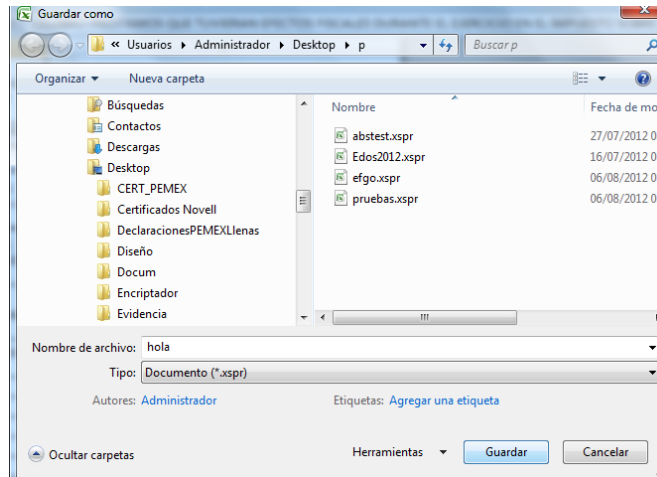 Guardar como
« Usuarios ▸ Administrador ▸ Desktop ▸ p
Buscar p
Organizar
Nueva carpeta
Búsquedas
Contactos
Descargas
Desktop
CERT_PEMEX
Certificados Novell
DeclaracionesPEMEXLlenas
Diseño
Docum
Encriptador
Evidencia
Nombre
Fecha de mo
abstest.xspr
27/07/2012 0
Edos2012.xspr
16/07/2012 0
efgo.xspr
06/08/2012 0
pruebas.xspr
06/08/2012 0
Nombre de archivo: hola
Tipo: Documento (*.xspr)
Autores: Administrador
Etiquetas: Agregar una etiqueta
Ocultar carpetas
Herramientas
Guardar
Cancelar